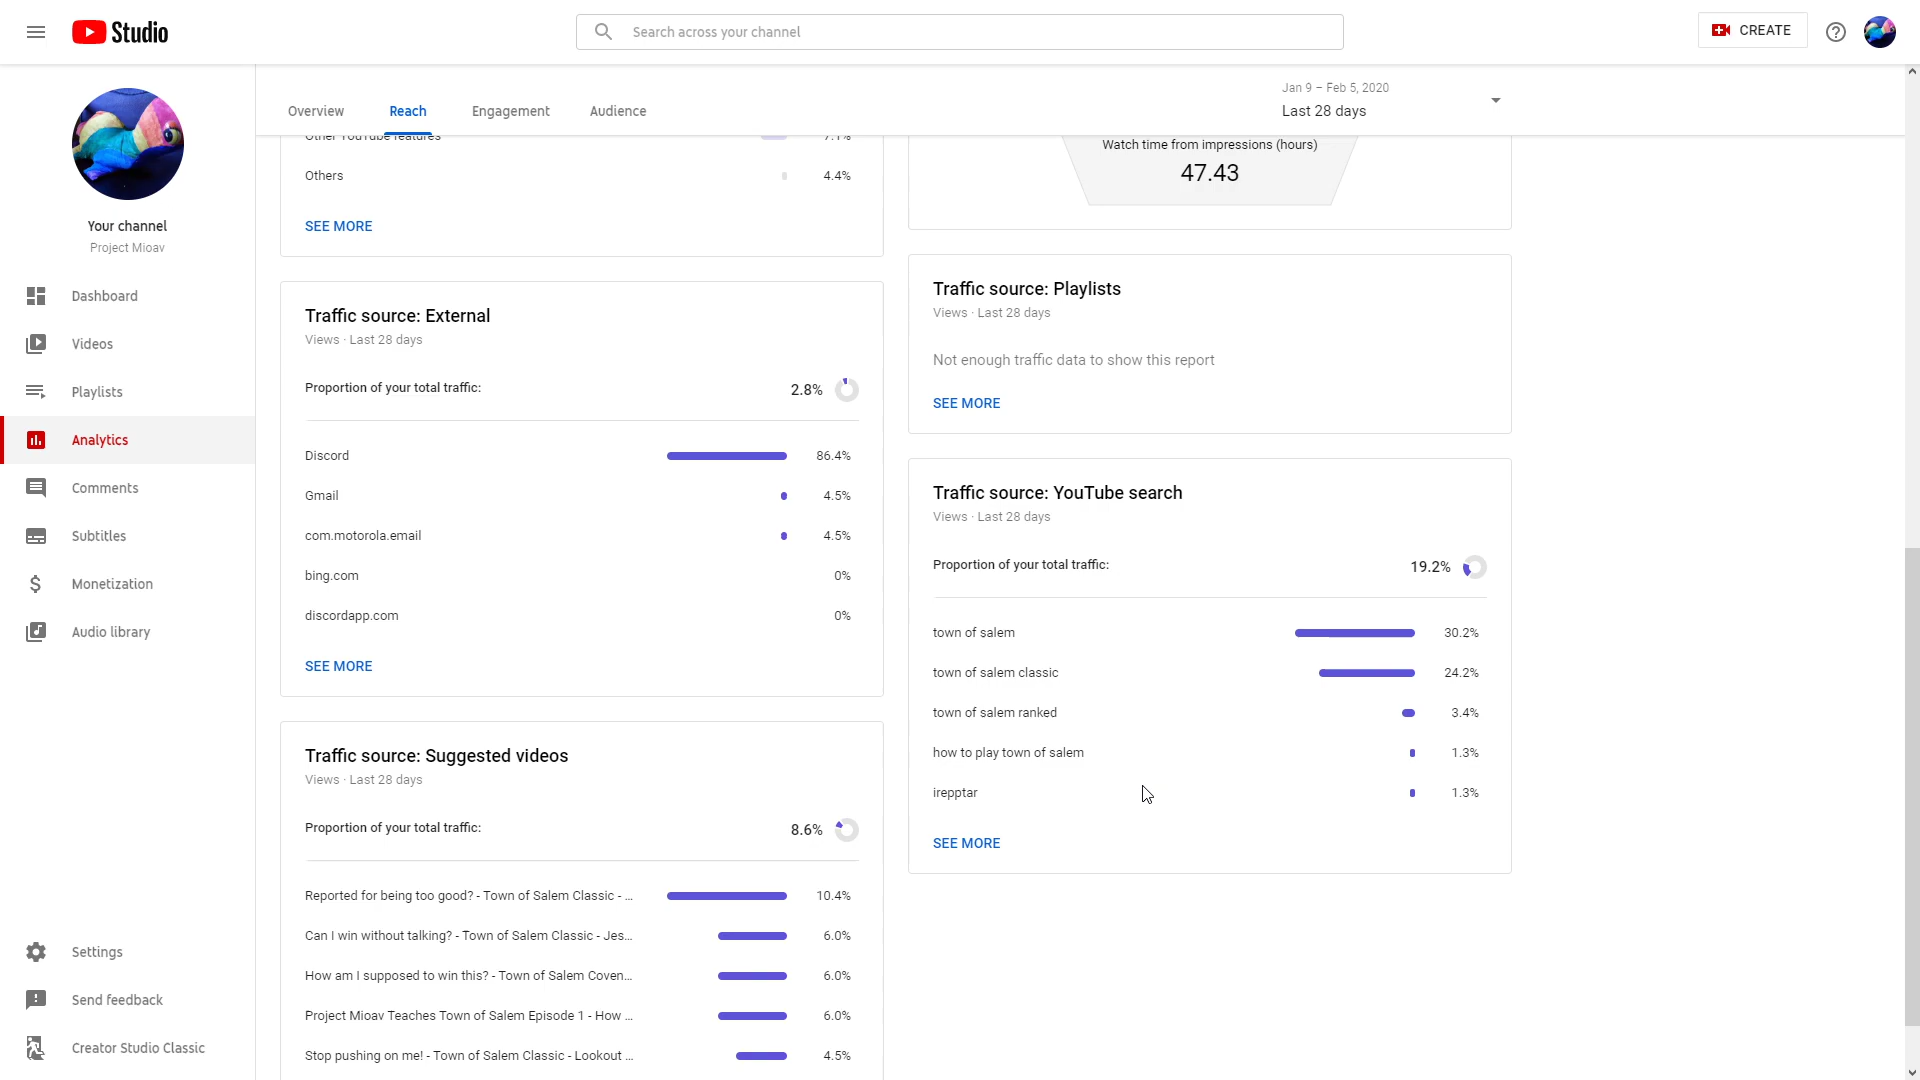 Studio
Search across your channel
CREATE
Your channel
Project Mioav
Dashboard
Videos
Playlists
Analytics
Comments
Subtitles
Monetization
Audio library
Settings
Send feedback
Creator Studio Classic
Overview
Reach
Engagement
Audience
Jan 9 – Feb 5, 2020
Last 28 days
Other YouTube features 7.1%
Others 4.4%
SEE MORE
Traffic source: External
Views · Last 28 days
Proportion of your total traffic: 2.8%
Discord 86.4%
Gmail 4.5%
com.motorola.email 4.5%
bing.com 0%
discordapp.com 0%
SEE MORE
Traffic source: Suggested videos
Views · Last 28 days
Proportion of your total traffic: 8.6%
Reported for being too good? - Town of Salem Classic - ... 10.4%
Can I win without talking? - Town of Salem Classic - Jes... 6.0%
How am I supposed to win this? - Town of Salem Coven... 6.0%
Project Mioav Teaches Town of Salem Episode 1 - How ... 6.0%
Stop pushing on me! - Town of Salem Classic - Lookout ... 4.5%
Watch time from impressions (hours)
47.43
Traffic source: Playlists
Views · Last 28 days
Not enough traffic data to show this report
SEE MORE
Traffic source: YouTube search
Views · Last 28 days
Proportion of your total traffic: 19.2%
town of salem 30.2%
town of salem classic 24.2%
town of salem ranked 3.4%
how to play town of salem 1.3%
irepptar 1.3%
SEE MORE